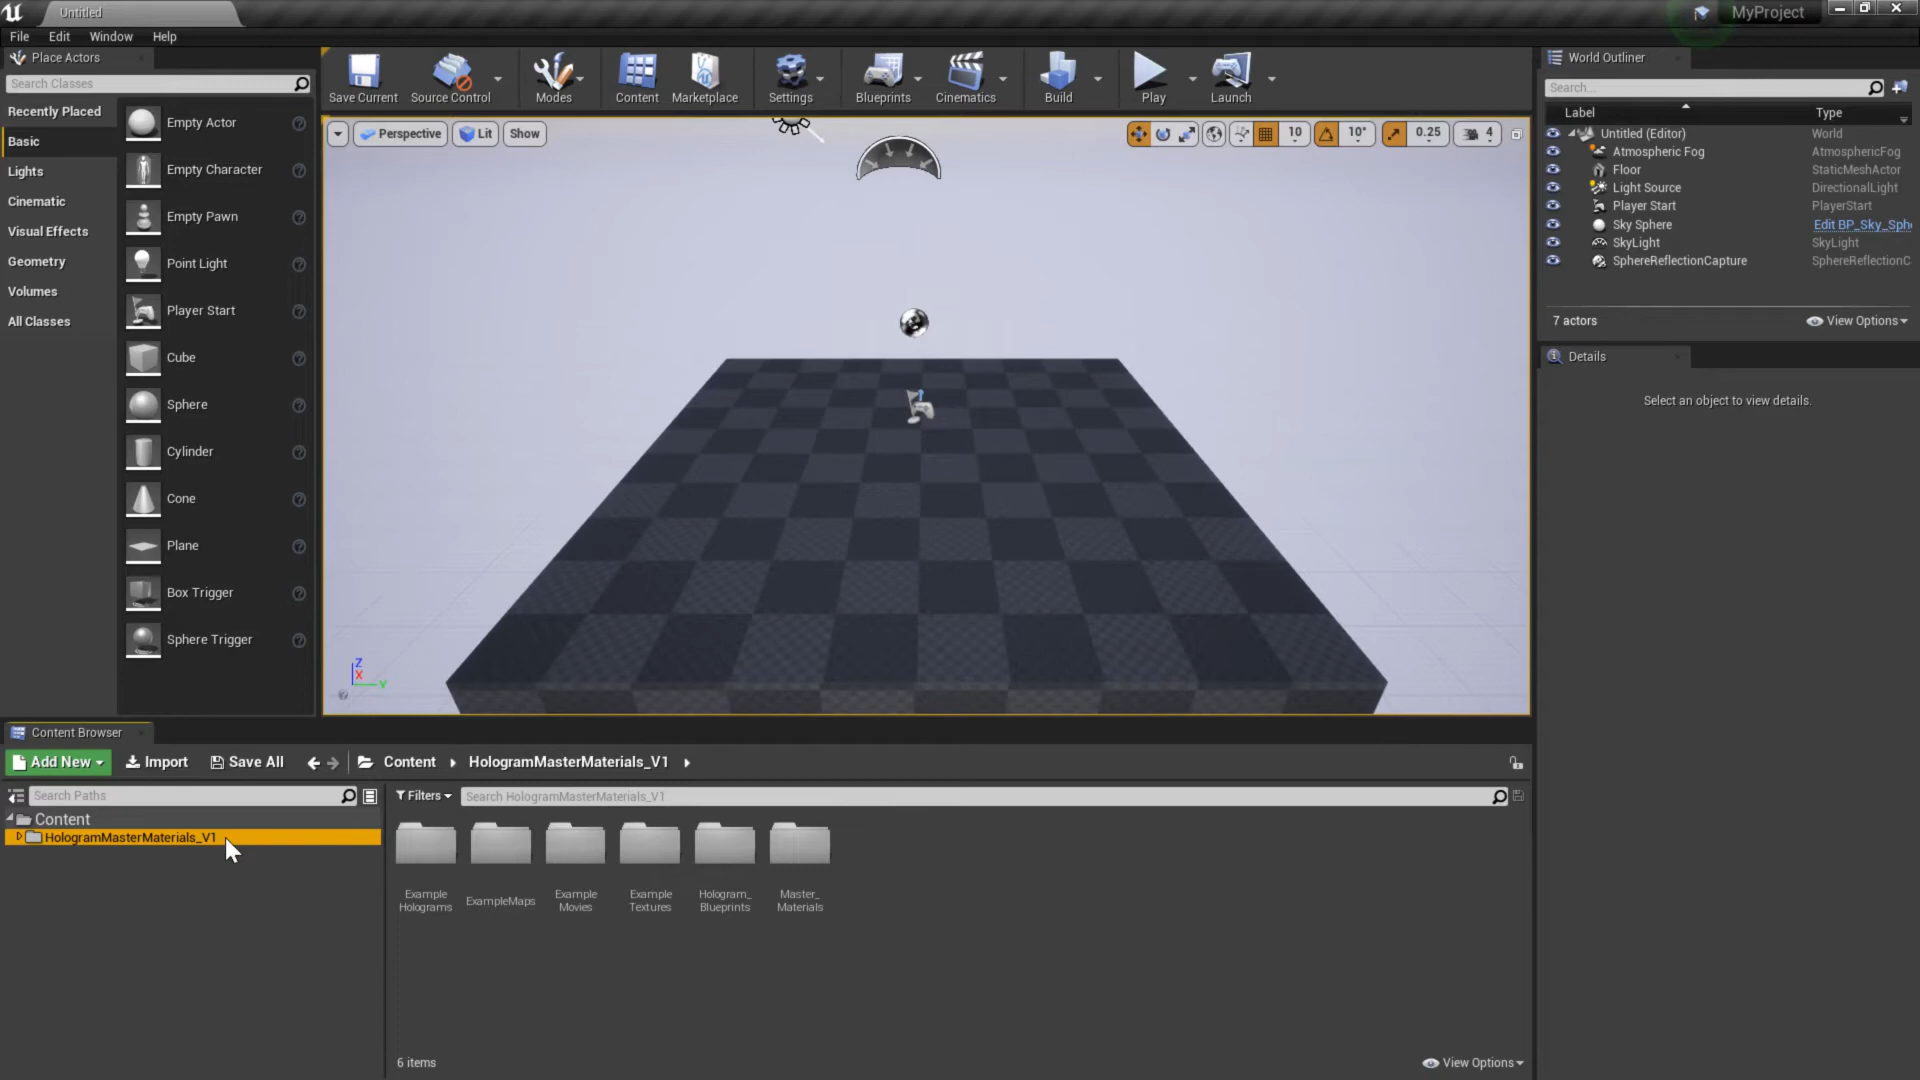 Untitled
MyProject
File Edit Window Help
Place Actors
Search Classes
Recently Placed
Basic
Lights
Cinematic
Visual Effects
Geometry
Volumes
All Classes
Empty Actor
Empty Character
Empty Pawn
Point Light
Player Start
Cube
Sphere
Cylinder
Cone
Plane
Box Trigger
Sphere Trigger
Save Current
Source Control
Modes
Content
Marketplace
Settings
Blueprints
Cinematics
Build
Play
Launch
Perspective Lit Show
10 10° 0.25 4
Z
X
Y
World Outliner
Search...
Label Type
Untitled (Editor) World
Atmospheric Fog AtmosphericFog
Floor StaticMeshActor
Light Source DirectionalLight
Player Start PlayerStart
Sky Sphere Edit BP_Sky_Sph
SkyLight SkyLight
SphereReflectionCapture SphereReflectionC
7 actors View Options
Details
Select an object to view details.
Content Browser
Add New Import Save All Content HologramMasterMaterials_V1
Search Paths
Content
HologramMasterMaterials_V1
Filters Search HologramMasterMaterials_V1
Example
Holograms
ExampleMaps
Example
Movies
Example
Textures
Hologram_
Blueprints
Master_
Materials
6 items View Options